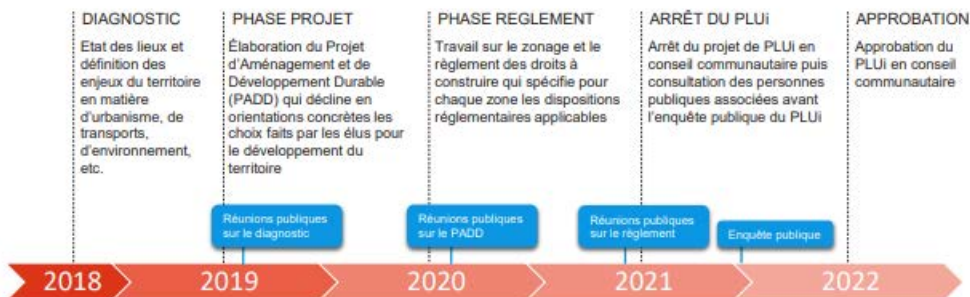 DIAGNOSTIC
Etat des lieux et
définition des
enjeux du territoire
en matière
d'urbanisme, de
transports,
d'environnement,
etc.
PHASE PROJET
Élaboration du Projet
d'Aménagement et de
Développement Durable
(PADD) qui décline en
orientations concrètes les
choix faits par les élus pour
le développement du
territoire
PHASE REGLEMENT
Travail sur le zonage et le
règlement des droits à
construire qui spécifie pour
chaque zone les dispositions
réglementaires applicables
ARRÊT DU PLUi
Arrêt du projet de PLUi en
conseil communautaire puis
consultation des personnes
publiques associées avant
l'enquête publique du PLUi
APPROBATION
Approbation du
PLUi en conseil
communautaire
Réunions publiques
sur le diagnostic
Réunions publiques
sur le PADD
Réunions publiques
sur le règlement
Enquête publique
2018
2019
2020
2021
2022